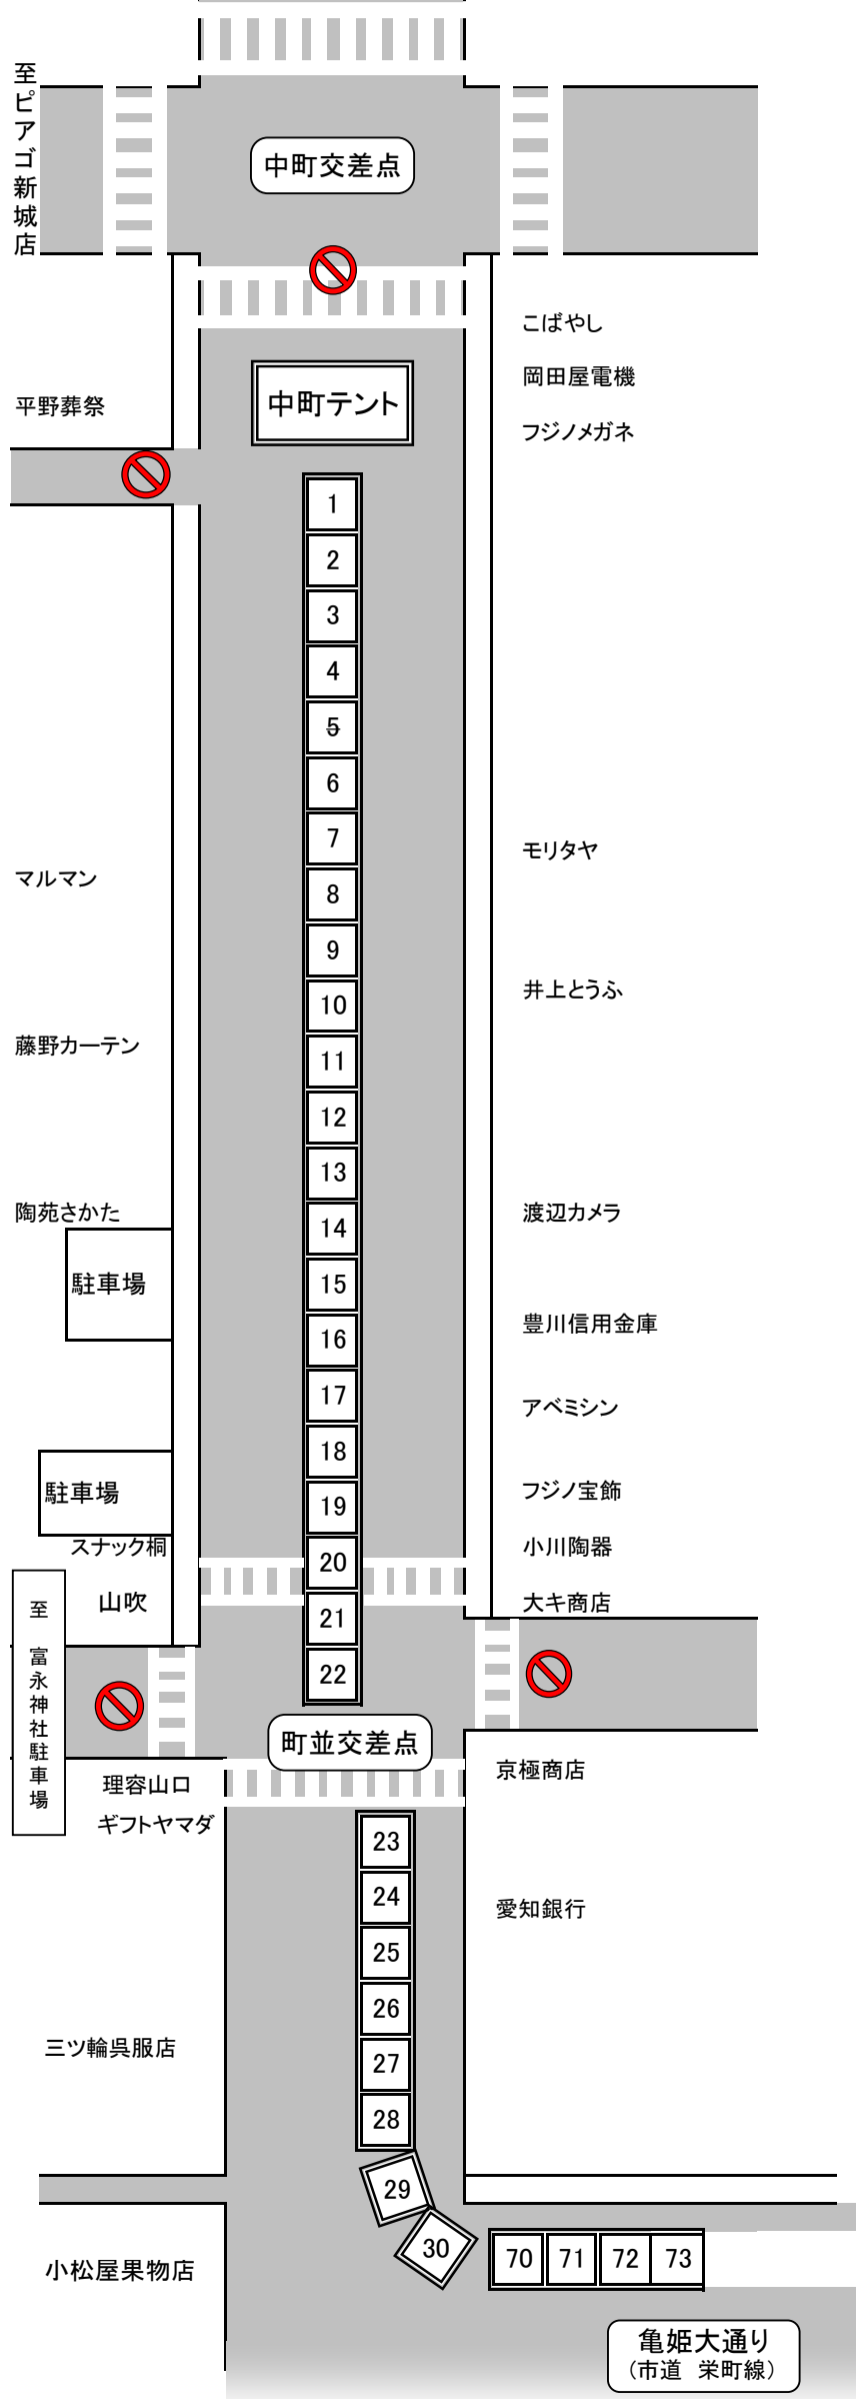 至ピアゴ新城店
中町交差点
こばやし
岡田屋電機
平野葬祭
中町テント
フジノメガネ
1
2
3
4
5
6
7
モリタヤ
マルマン
8
9
井上とうふ
10
藤野カーテン
11
12
13
陶苑さかた
渡辺カメラ
14
駐車場
15
豊川信用金庫
16
17
アベミシン
18
駐車場
フジノ宝飾
19
スナック桐
小川陶器
20
山吹
大キ商店
21
至 富永神社駐車場
22
町並交差点
理容山口
京極商店
ギフトヤマダ
23
24
愛知銀行
25
26
三ツ輪呉服店
27
28
29
30
70 71 72 73
小松屋果物店
亀姫大通り
（市道 栄町線）